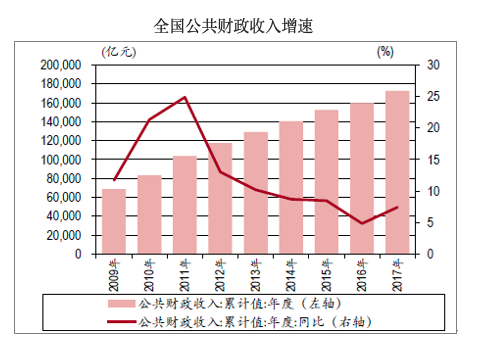 全国公共财政收入增速
(亿元) (%)
200,000 30
180,000
160,000 25
140,000
120,000 20
100,000 15
80,000
60,000 10
40,000 5
20,000
0 0
2009年 2010年 2011年 2012年 2013年 2014年 2015年 2016年 2017年
公共财政收入:累计值:年度（左轴）
公共财政收入:累计值:年度:同比（右轴）